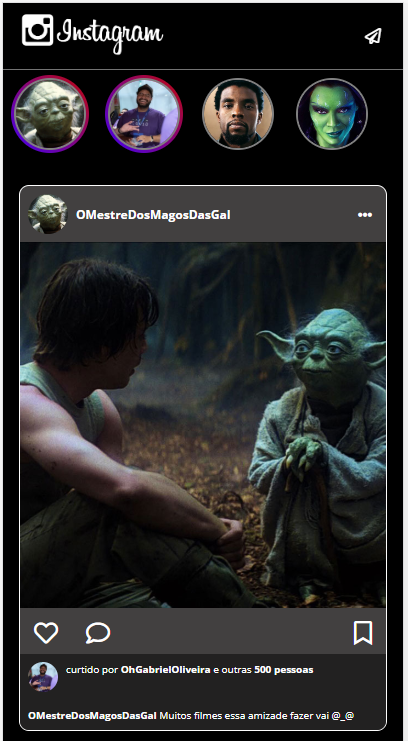 Instagram
OMestreDosMagosDasGal
curtido por OhGabrielOliveira e outras 500 pessoas
OMestreDosMagosDasGal Muitos filmes essa amizade fazer vai @_@